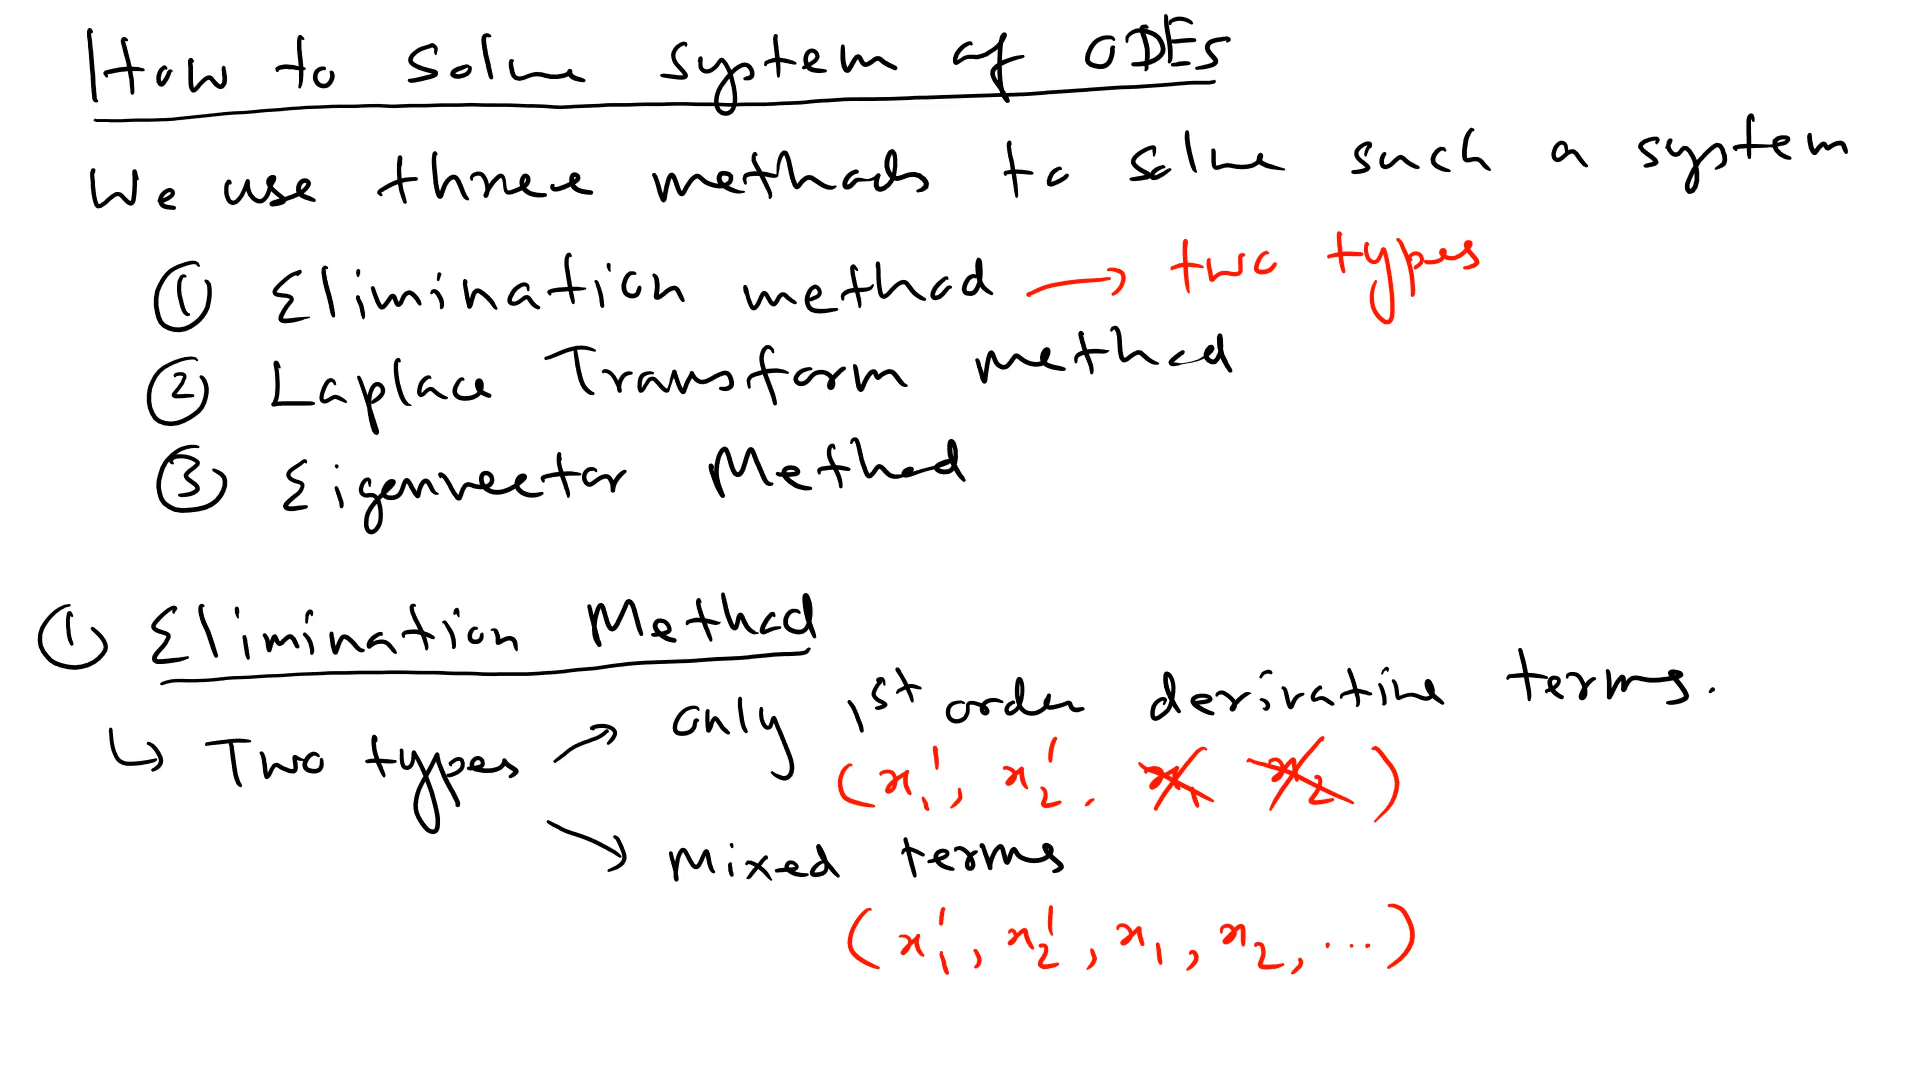 How to solve system of ODEs
We use three methods to solve such a system
① Elimination method → two types
② Laplace Transform method
③ Eigenvector Method
① Elimination Method
↳ Two types → only 1st order derivative terms.
(x₁', x₂', x₁ x₂)
→ Mixed terms
(x₁', x₂', x₁, x₂, ...)